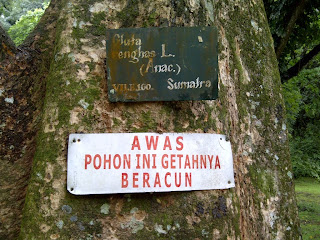 Gluta
renghas L.
(Anac.)
Sumatra
AWAS
POHON INI GETAHNYA
BERACUN